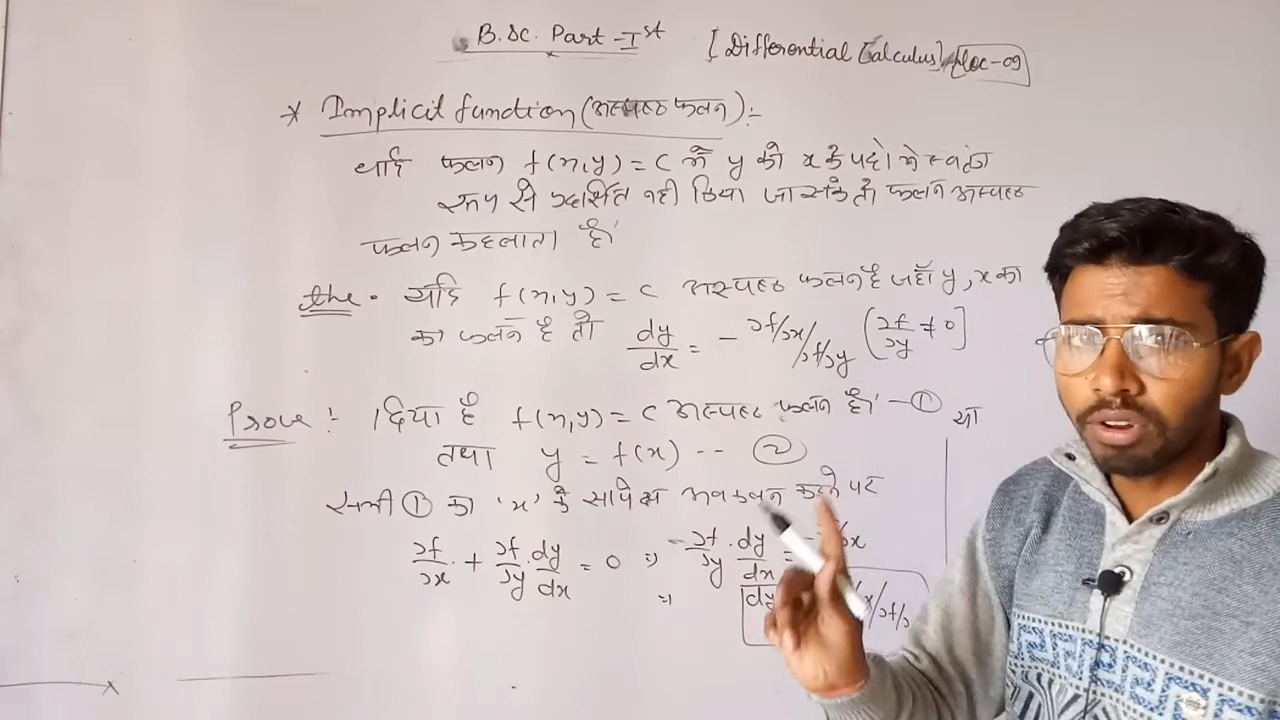 B.Sc. Part-Ist [Differential Calculus] Lec-09
* Implicit function (अस्पष्ट फलन) :-
यदि फलन f(x,y) = c में y को x के पदों में स्वतंत्र
रूप से प्रदर्शित नही किया जा सके तो फलन अस्पष्ट
फलन कहलाता है।
the. यदि f(x,y) = c अस्पष्ट फलन है जहाँ y, x का
का फलन है तो dy/dx = - ∂f/∂x/∂f/∂y (∂f/∂y ≠ 0]
Prove :- दिया है f(x,y) = c अस्पष्ट फलन है। -① या
तथा y = f(x) -- ②
समी ① का 'x' के सापेक्ष अवकलन करने पर
∂f/∂x . + ∂f/∂y . dy/dx = 0 ⇒ - ∂f/∂y . dy/dx =
⇒